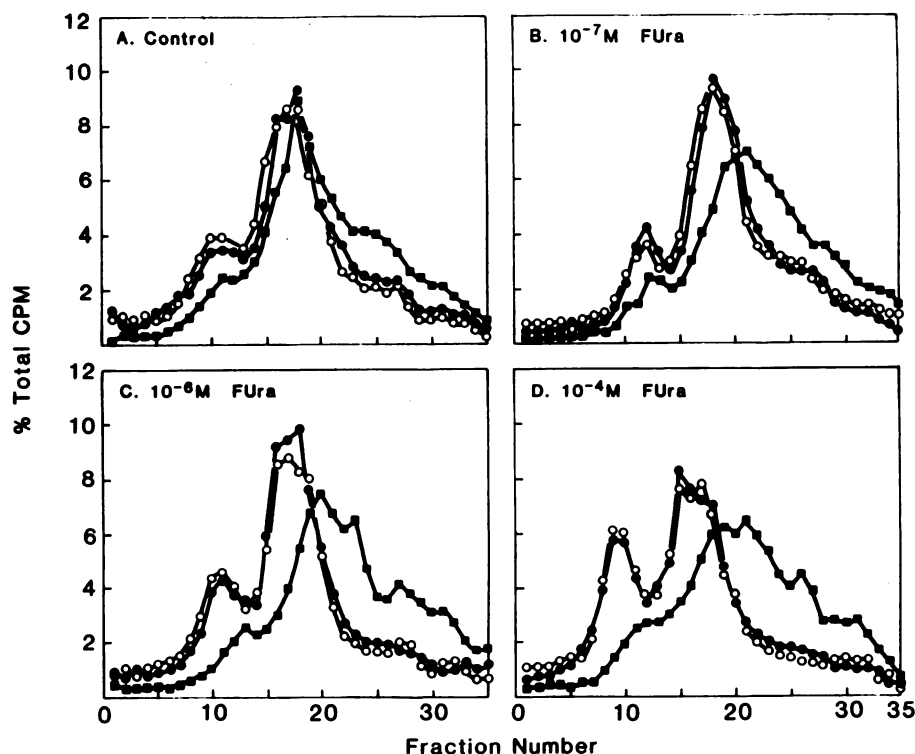 % Total CPM
12
10
8
6
4
2
A. Control
B. 10⁻⁷M FUra
12
10
8
6
4
2
C. 10⁻⁶M FUra
D. 10⁻⁴M FUra
0 10 20 30
0 10 20 30 35
Fraction Number